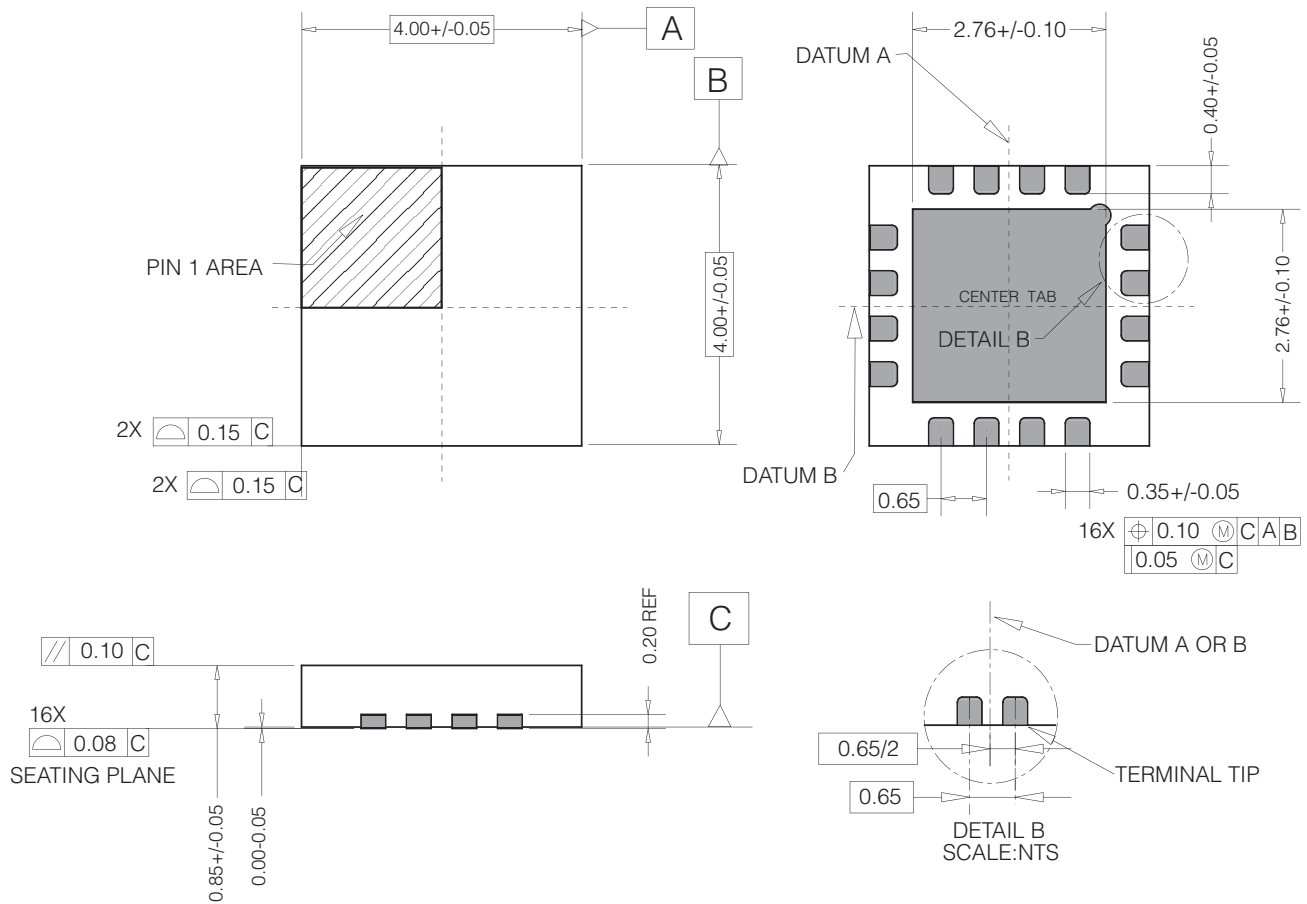 4.00+/-0.05
A
B
PIN 1 AREA
4.00+/-0.05
2X 0.15 C
2X 0.15 C
2.76+/-0.10
DATUM A
0.40+/-0.05
CENTER TAB
DETAIL B
2.76+/-0.10
DATUM B
0.65
0.35+/-0.05
16X ⌖ 0.10 Ⓜ C A B
0.05 Ⓜ C
// 0.10 C
16X
0.08 C
SEATING PLANE
0.85+/-0.05
0.00-0.05
0.20 REF
C
DATUM A OR B
0.65/2
TERMINAL TIP
0.65
DETAIL B
SCALE:NTS